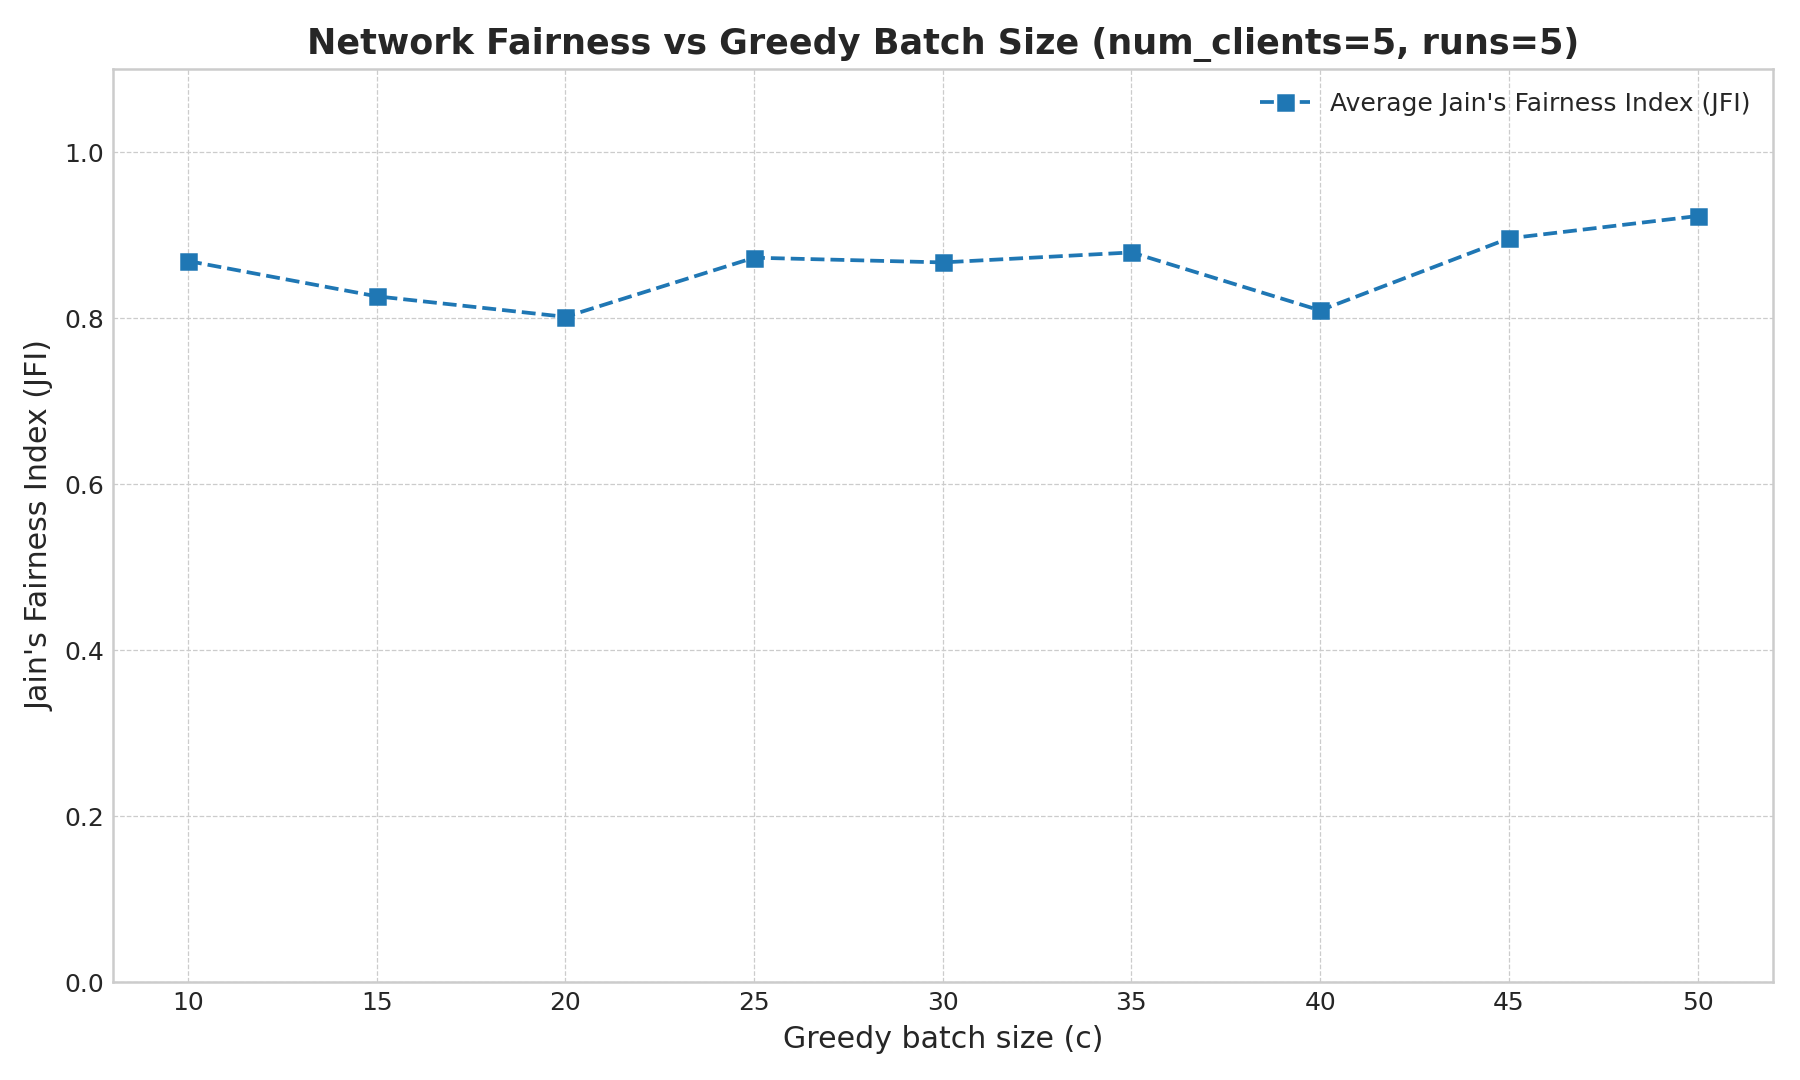 Network Fairness vs Greedy Batch Size (num_clients=5, runs=5)
Average Jain's Fairness Index (JFI)
Jain's Fairness Index (JFI)
1.0
0.8
0.6
0.4
0.2
0.0
10 15 20 25 30 35 40 45 50
Greedy batch size (c)